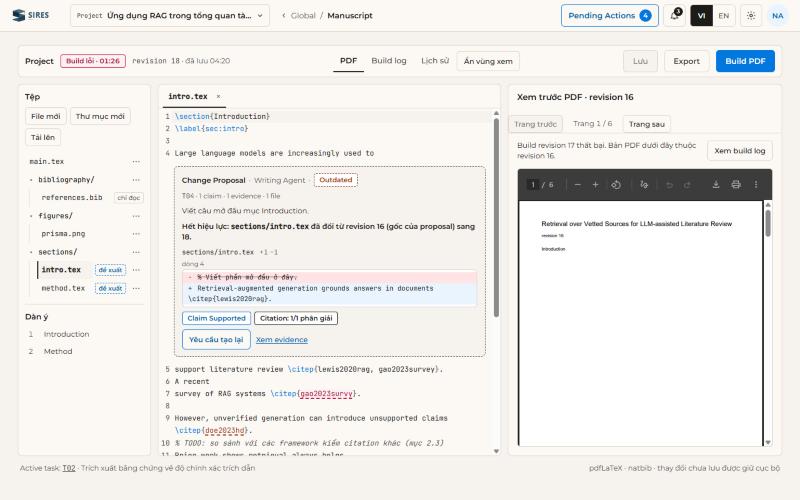 SIRES
Project Ứng dụng RAG trong tổng quan tà...
Global / Manuscript
Pending Actions 4
3
VI EN
NA
Project Build lỗi · 01:26 revision 18 · đã lưu 04:20
PDF Build log Lịch sử Ẩn vùng xem
Lưu Export Build PDF
Tệp
File mới Thư mục mới
Tải lên
main.tex
bibliography/
references.bib chỉ đọc
figures/
prisma.png
sections/
intro.tex đề xuất
method.tex đề xuất
Dàn ý
1 Introduction
2 Method
intro.tex ×
1 \section{Introduction}
2 \label{sec:intro}
3
4 Large language models are increasingly used to
Change Proposal · Writing Agent · Outdated
T04 · 1 claim · 1 evidence · 1 file
Viết câu mở đầu mục Introduction.
Hết hiệu lực: sections/intro.tex đã đổi từ revision 16 (gốc của proposal) sang
18.
sections/intro.tex +1 −1
dòng 4
- % Viết phần mở đầu ở đây.
+ Retrieval-augmented generation grounds answers in documents
\citep{lewis2020rag}.
Claim Supported Citation: 1/1 phân giải
Yêu cầu tạo lại Xem evidence
5 support literature review \citep{lewis2020rag, gao2023survey}.
6 A recent
7 survey of RAG systems \citep{gao2023survy}.
8
9 However, unverified generation can introduce unsupported claims
\citep{doe2023hd}.
10 % TODO: so sánh với các framework kiểm citation khác (mục 2.3)
11 Prior work shows retrieval always helps
Xem trước PDF · revision 16
Trang trước Trang 1 / 6 Trang sau
Build revision 17 thất bại. Bản PDF dưới đây thuộc
revision 16.
Xem build log
1 / 6
Retrieval over Vetted Sources for LLM-assisted Literature Review
revision 16
Introduction
Active task: T02 · Trích xuất bằng chứng về độ chính xác trích dẫn
pdfLaTeX · natbib · thay đổi chưa lưu được giữ cục bộ